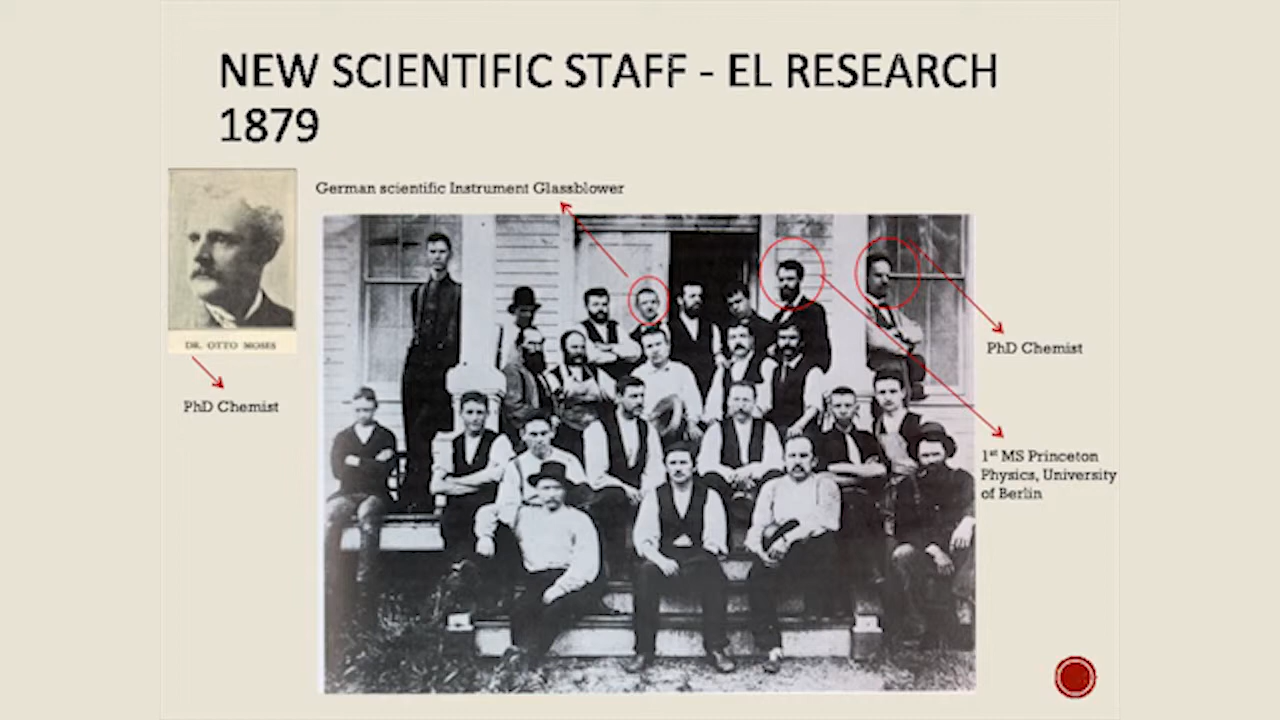 NEW SCIENTIFIC STAFF - EL RESEARCH
1879
German scientific Instrument Glassblower
DR. OTTO MOSES
PhD Chemist
PhD Chemist
1st MS Princeton
Physics, University
of Berlin